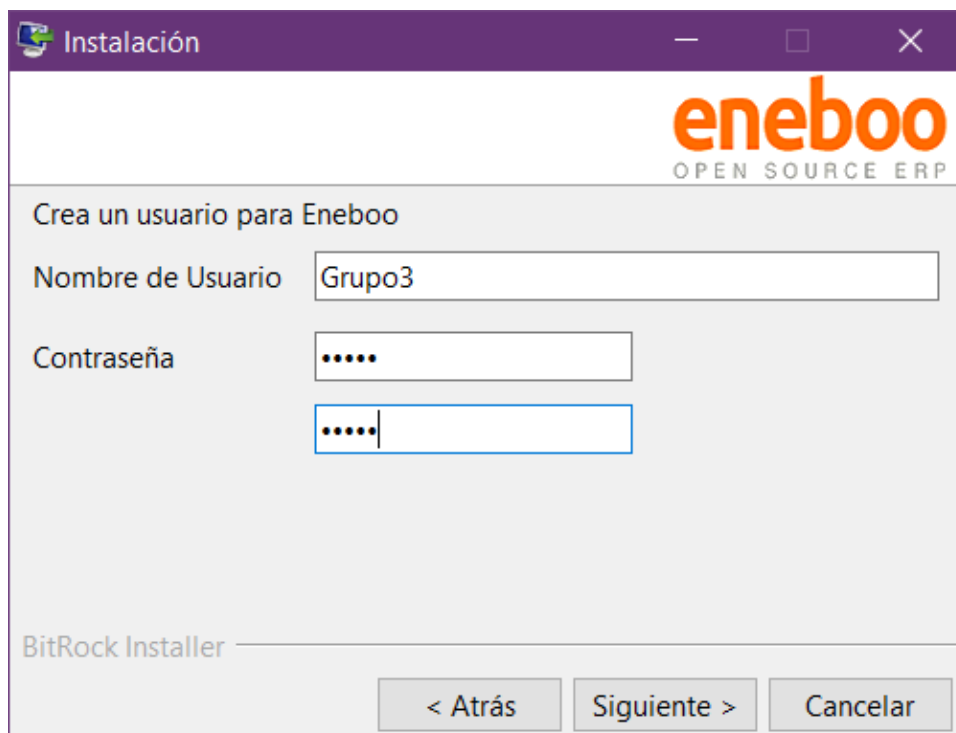 Instalación
eneboo
OPEN SOURCE ERP
Crea un usuario para Eneboo
Nombre de Usuario Grupo3
Contraseña •••••
•••••
BitRock Installer
< Atrás Siguiente > Cancelar